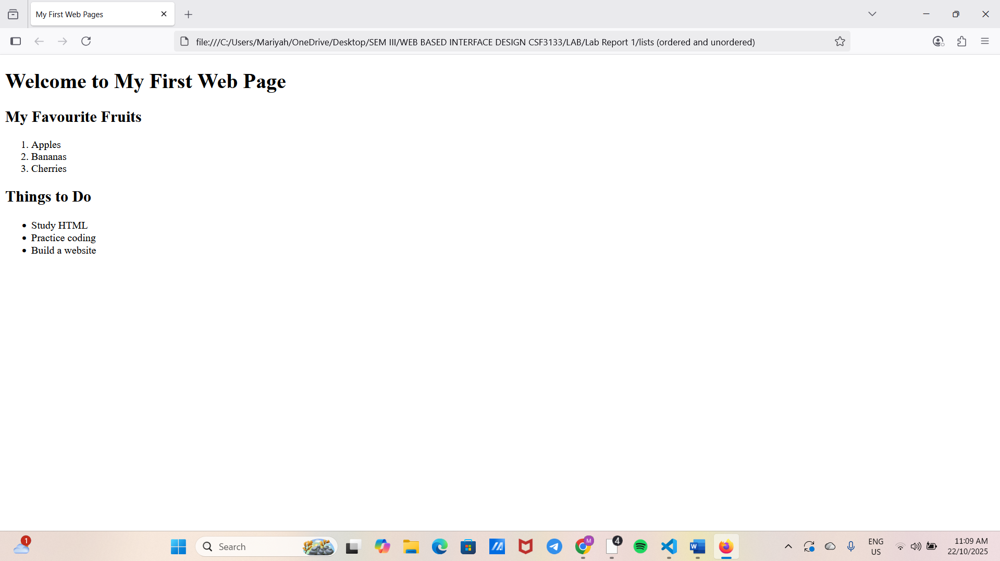 My First Web Pages
file:///C:/Users/Mariyah/OneDrive/Desktop/SEM III/WEB BASED INTERFACE DESIGN CSF3133/LAB/Lab Report 1/lists (ordered and unordered)
Welcome to My First Web Page
My Favourite Fruits
1. Apples
2. Bananas
3. Cherries
Things to Do
• Study HTML
• Practice coding
• Build a website
1
Search
M
4
W
ENG
US
11:09 AM
22/10/2025